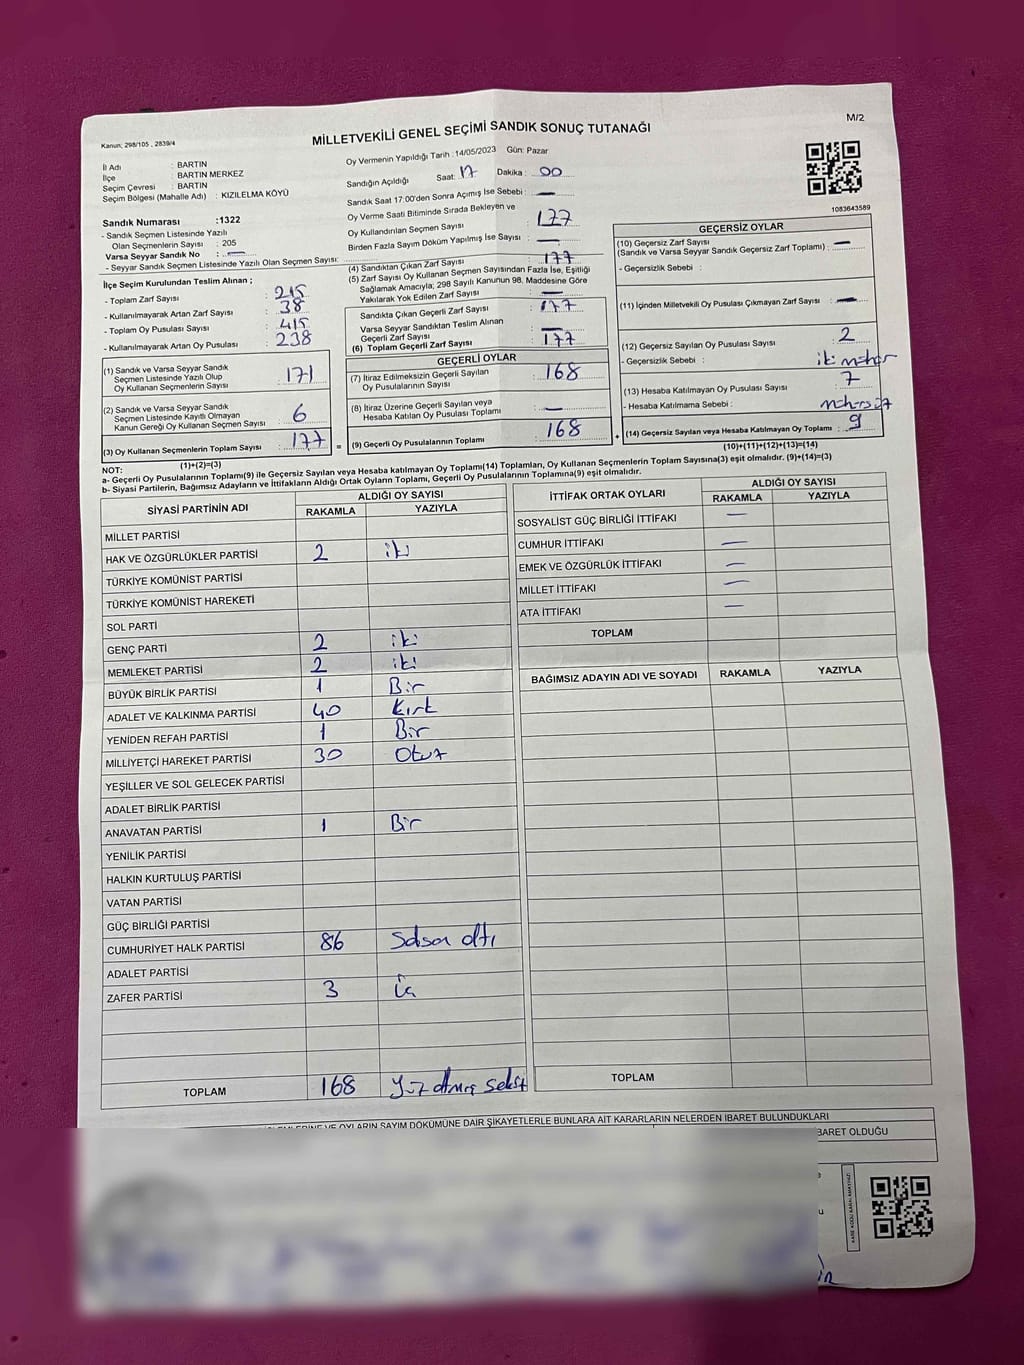 M/2
Kanun; 298/105 , 2839/4
MİLLETVEKİLİ GENEL SEÇİMİ SANDIK SONUÇ TUTANAĞI
İl Adı : BARTIN
İlçe : BARTIN MERKEZ
Seçim Çevresi : BARTIN
Seçim Bölgesi (Mahalle Adı) : KIZILELMA KÖYÜ
Sandık Numarası :1322
- Sandık Seçmen Listesinde Yazılı
Olan Seçmenlerin Sayısı : 205
Varsa Seyyar Sandık No : —
- Seyyar Sandık Seçmen Listesinde Yazılı Olan Seçmen Sayısı:
İlçe Seçim Kurulundan Teslim Alınan ;
- Toplam Zarf Sayısı : 215
- Kullanılmayarak Artan Zarf Sayısı : 38
- Toplam Oy Pusulası : 415
- Kullanılmayarak Artan Oy Pusulası : 238
(1) Sandık ve Varsa Seyyar Sandık
Seçmen Listesinde Yazılı Olup
Oy Kullanan Seçmenlerin Sayısı : 171
(2) Sandık ve Varsa Seyyar Sandık
Seçmen Listesinde Kayıtlı Olmayan
Kanun Gereği Oy Kullanan Seçmen Sayısı : 6
(3) Oy Kullanan Seçmenlerin Toplam Sayısı : 177
(1)+(2)=(3)
Oy Vermenin Yapıldığı Tarih :14/05/2023 Gün: Pazar
Sandığın Açıldığı Saat: 17 Dakika : 00
Sandık Saat 17:00'den Sonra Açımış İse Sebebi : —
Oy Verme Saati Bitiminde Sırada Bekleyen ve
Oy Kullandırılan Seçmen Sayısı : 177
Birden Fazla Sayım Döküm Yapılmış İse Sayısı : —
(4) Sandıktan Çıkan Zarf Sayısı : 177
(5) Zarf Sayısı Oy Kullanan Seçmen Sayısından Fazla İse, Eşitliği
Sağlamak Amacıyla; 298 Sayılı Kanunun 98. Maddesine Göre
Yakılarak Yok Edilen Zarf Sayısı : —
Sandıkta Çıkan Geçerli Zarf Sayısı : 177
Varsa Seyyar Sandıktan Teslim Alınan
Geçerli Zarf Sayısı : —
(6) Toplam Geçerli Zarf Sayısı : 177
GEÇERLİ OYLAR
(7) İtiraz Edilmeksizin Geçerli Sayılan
Oy Pusulalarının Sayısı : 168
(8) İtiraz Üzerine Geçerli Sayılan veya
Hesaba Katılan Oy Pusulası Toplamı : —
= (9) Geçerli Oy Pusulalarının Toplamı : 168
1083643589
GEÇERSİZ OYLAR
(10) Geçersiz Zarf Sayısı
(Sandık ve Varsa Seyyar Sandık Geçersiz Zarf Toplamı) : —
- Geçersizlik Sebebi :
(11) İçinden Milletvekili Oy Pusulası Çıkmayan Zarf Sayısı : —
(12) Geçersiz Sayılan Oy Pusulası Sayısı : 2
- Geçersizlik Sebebi : iki mühür
(13) Hesaba Katılmayan Oy Pusulası Sayısı : 7
- Hesaba Katılmama Sebebi : mühürsüz
+ (14) Geçersiz Sayılan veya Hesaba Katılmayan Oy Toplamı : 9
(10)+(11)+(12)+(13)=(14)
NOT:
a- Geçerli Oy Pusulalarının Toplamı(9) ile Geçersiz Sayılan veya Hesaba katılmayan Oy Toplamı(14) Toplamları, Oy Kullanan Seçmenlerin Toplam Sayısına(3) eşit olmalıdır. (9)+(14)=(3)
b- Siyasi Partilerin, Bağımsız Adayların ve İttifakların Aldığı Ortak Oyların Toplamı, Geçerli Oy Pusulalarının Toplamına(9) eşit olmalıdır.
SİYASİ PARTİNİN ADI ALDIĞI OY SAYISI
RAKAMLA YAZIYLA
MİLLET PARTİSİ
HAK VE ÖZGÜRLÜKLER PARTİSİ 2 iki
TÜRKİYE KOMÜNİST PARTİSİ
TÜRKİYE KOMÜNİST HAREKETİ
SOL PARTİ
GENÇ PARTİ 2 iki
MEMLEKET PARTİSİ 2 iki
BÜYÜK BİRLİK PARTİSİ 1 Bir
ADALET VE KALKINMA PARTİSİ 40 Kırk
YENİDEN REFAH PARTİSİ 1 Bir
MİLLİYETÇİ HAREKET PARTİSİ 30 Otuz
YEŞİLLER VE SOL GELECEK PARTİSİ
ADALET BİRLİK PARTİSİ
ANAVATAN PARTİSİ 1 Bir
YENİLİK PARTİSİ
HALKIN KURTULUŞ PARTİSİ
VATAN PARTİSİ
GÜÇ BİRLİĞİ PARTİSİ
CUMHURİYET HALK PARTİSİ 86 Seksen altı
ADALET PARTİSİ
ZAFER PARTİSİ 3 üç
TOPLAM 168 Yüz Atmış Sekiz
İTTİFAK ORTAK OYLARI ALDIĞI OY SAYISI
RAKAMLA YAZIYLA
SOSYALİST GÜÇ BİRLİĞİ İTTİFAKI —
CUMHUR İTTİFAKI —
EMEK VE ÖZGÜRLÜK İTTİFAKI —
MİLLET İTTİFAKI —
ATA İTTİFAKI —
TOPLAM
BAĞIMSIZ ADAYIN ADI VE SOYADI RAKAMLA YAZIYLA
TOPLAM
VE OYLARIN SAYIM DÖKÜMÜNE DAİR ŞİKAYETLERLE BUNLARA AİT KARARLARIN NELERDEN İBARET BULUNDUKLARI
BARET OLDUĞU